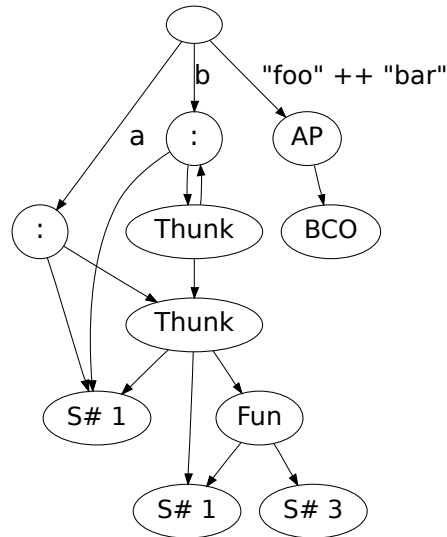 b
"foo" ++ "bar"
a
:
AP
:
Thunk
BCO
Thunk
S# 1
Fun
S# 1
S# 3